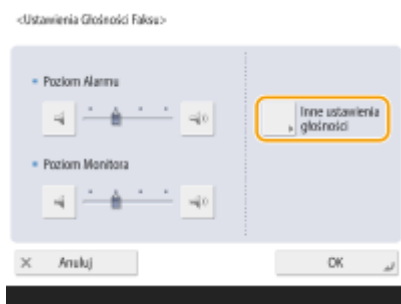 <Ustawienia Głośności Faksu>
Poziom Alarmu
Inne ustawienia
głośności
Poziom Monitora
Anuluj
OK